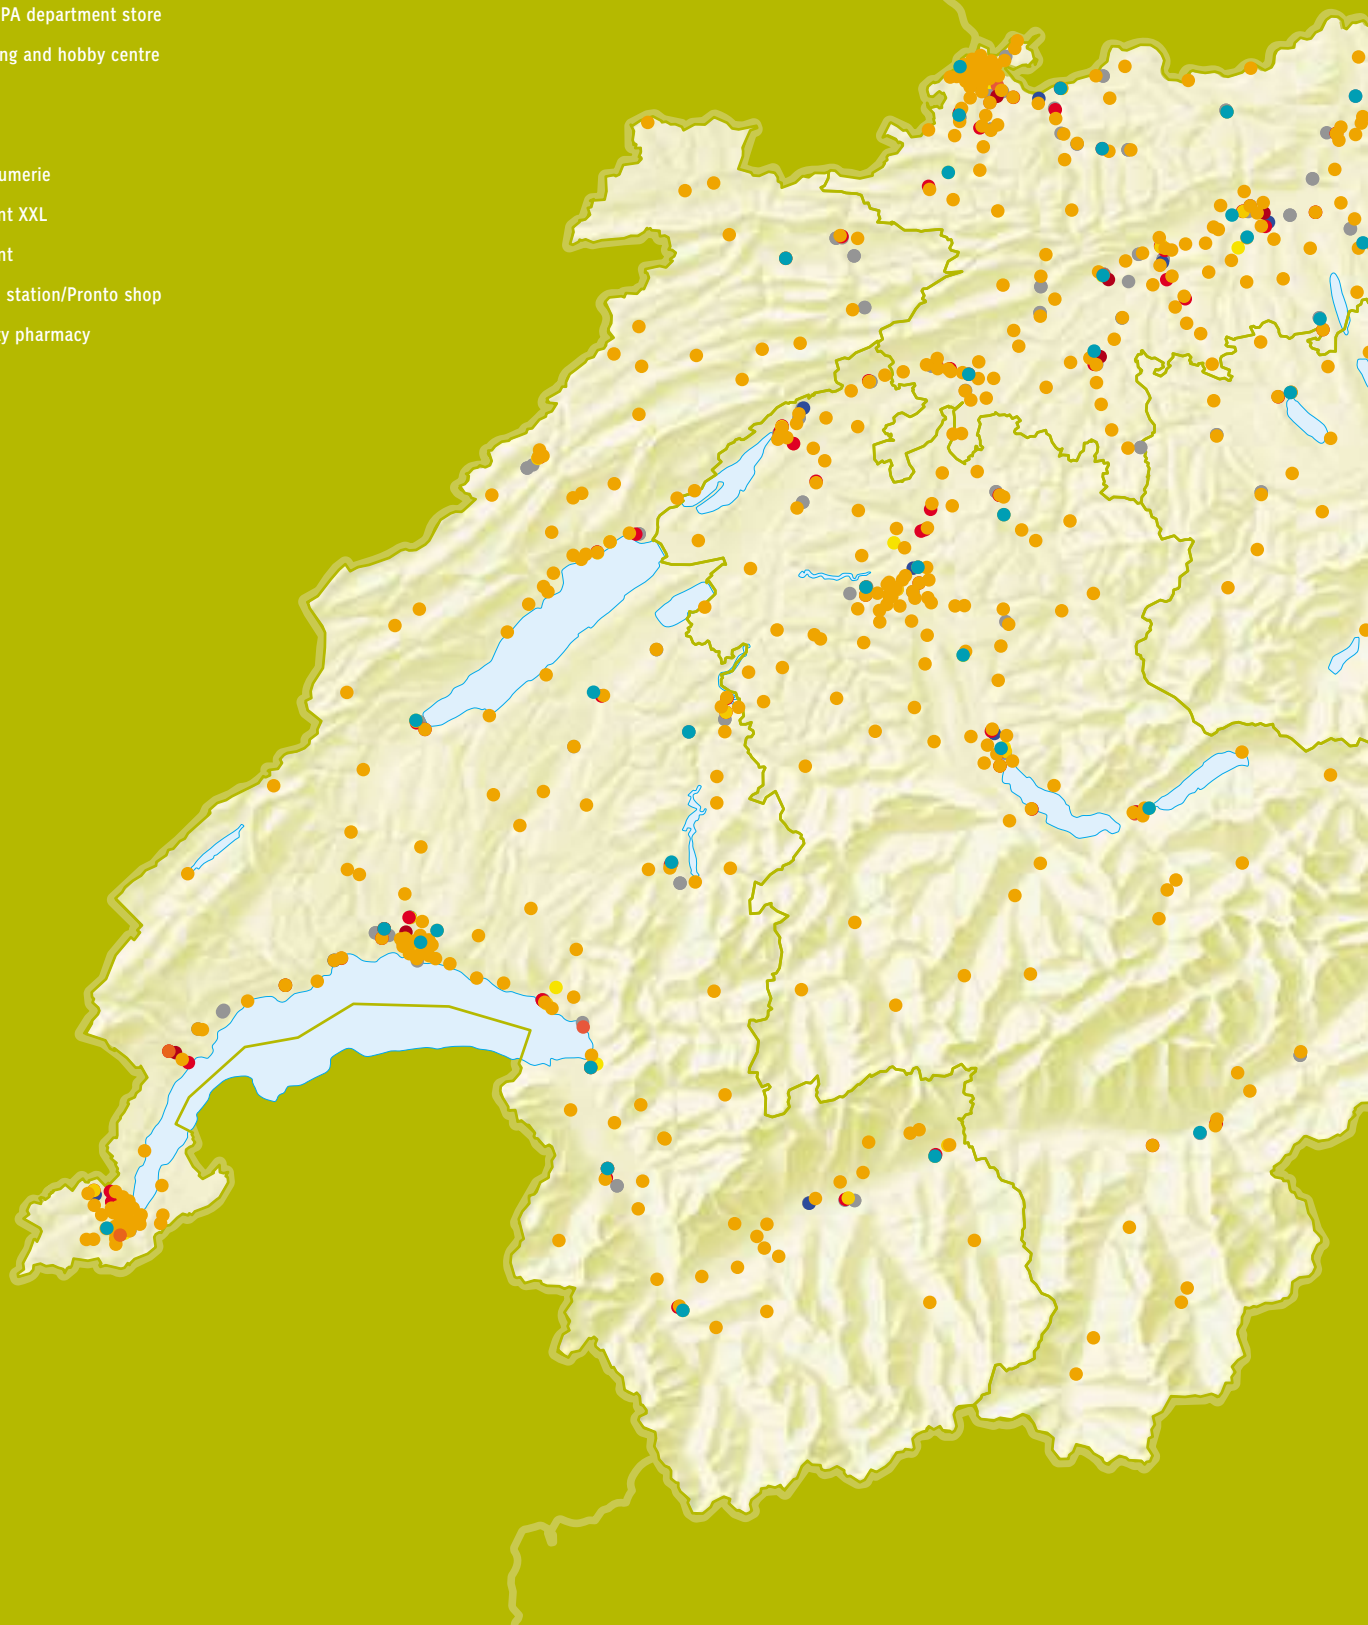 PA department store
ng and hobby centre
umerie
nt XXL
nt
station/Pronto shop
y pharmacy